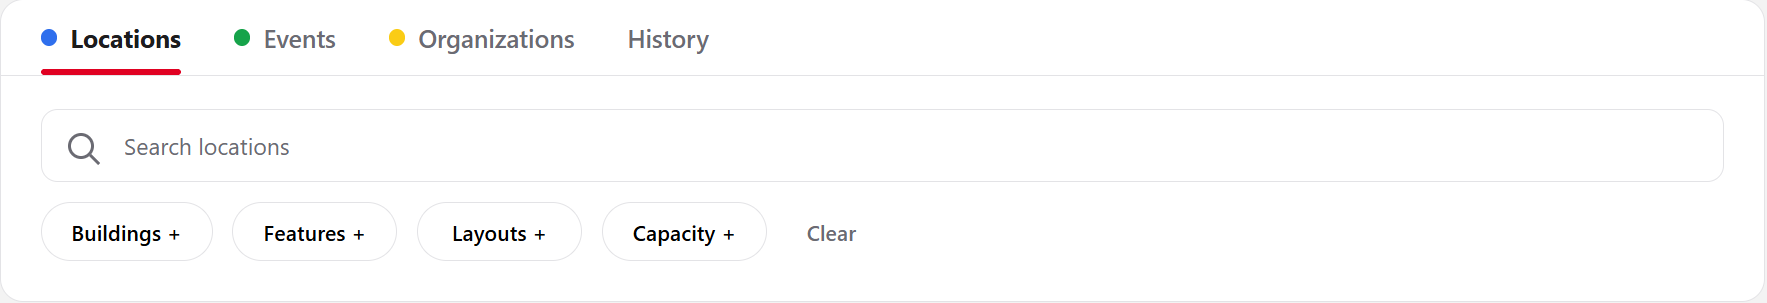 Locations Events Organizations History
Search locations
Buildings + Features + Layouts + Capacity + Clear